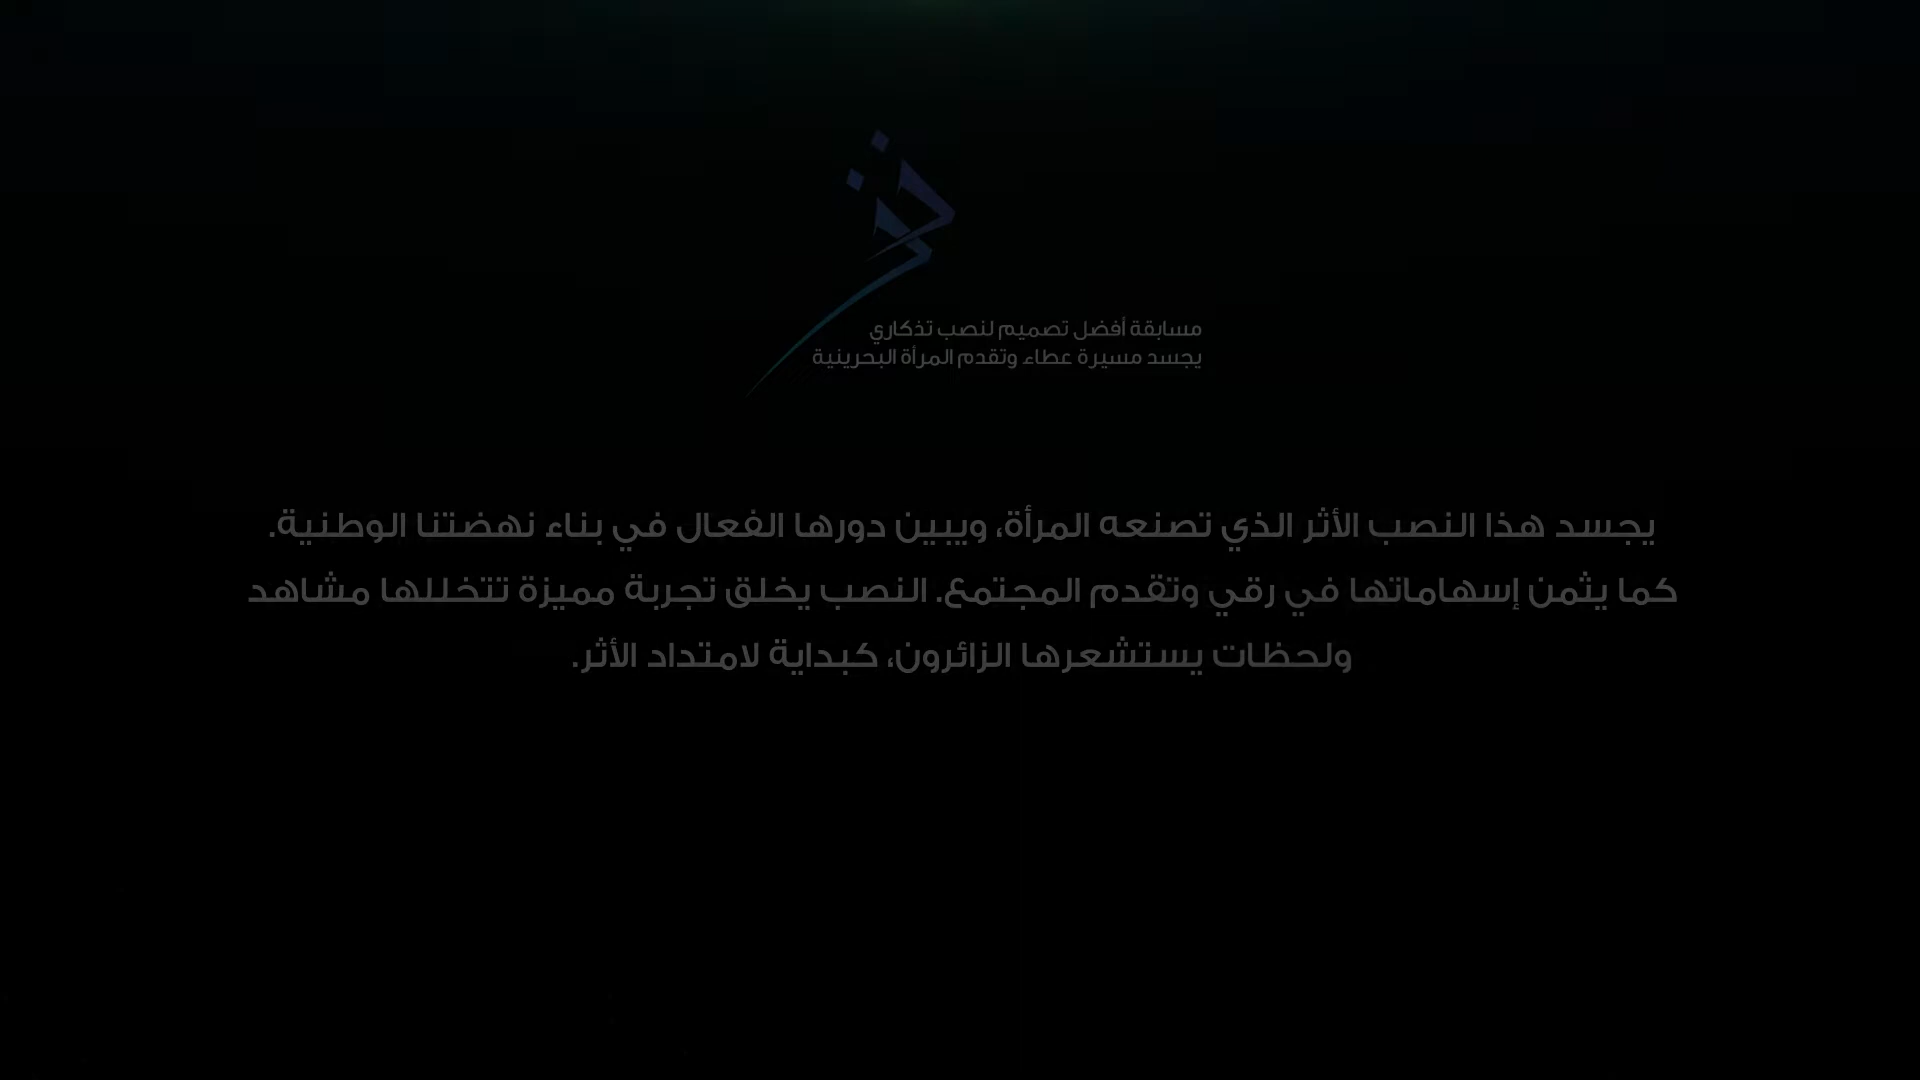 مسابقة أفضل تصميم لنصب تذكاري
يجسد مسيرة عطاء وتقدم المرأة البحرينية
يجسد هذا النصب الأثر الذي تصنعه المرأة، ويبين دورها الفعال في بناء نهضتنا الوطنية.
كما يثمن إسهاماتها في رقي وتقدم المجتمع. النصب يخلق تجربة مميزة تتخللها مشاهد
ولحظات يستشعرها الزائرون، كبداية لامتداد الأثر.